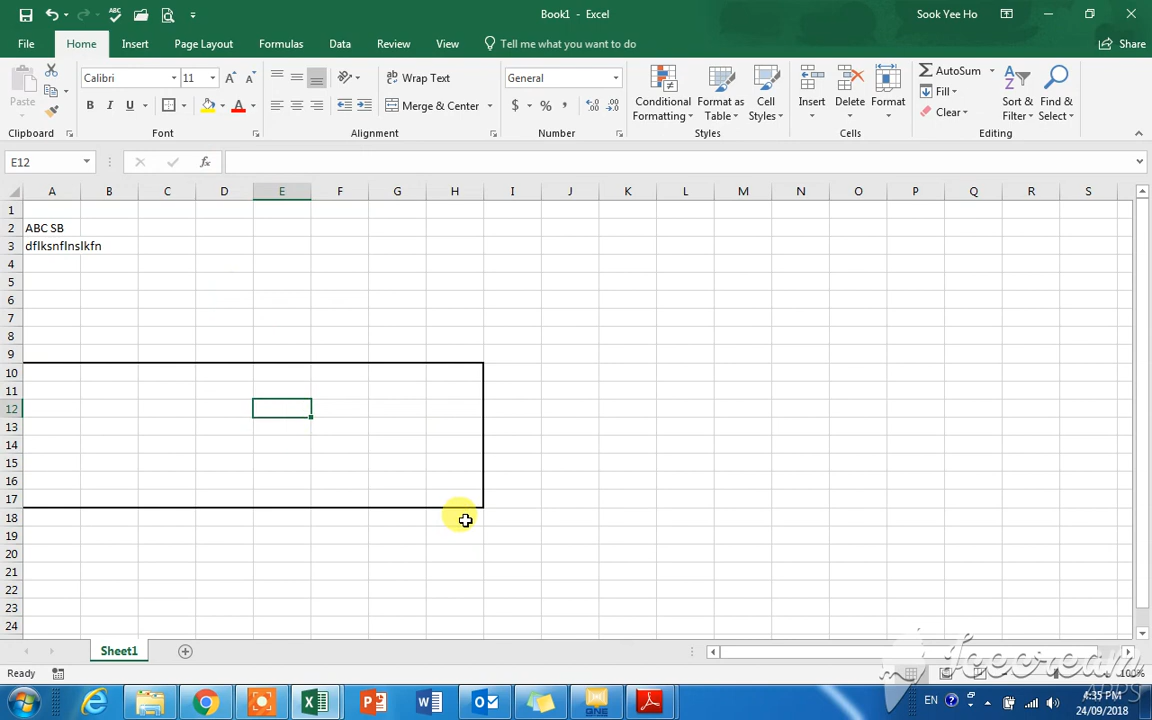 Book1 - Excel
Sook Yee Ho
File Home Insert Page Layout Formulas Data Review View Tell me what you want to do Share
Paste
Calibri 11
B I U A
Wrap Text
Merge & Center
General
$ % ,
Conditional Formatting
Format as Table
Cell Styles
Insert Delete Format
AutoSum
Fill
Clear
Sort & Filter
Find & Select
Clipboard Font Alignment Number Styles Cells Editing
E12 fx
A B C D E F G H I J K L M N O P Q R S
1
2 ABC SB
3 dflksnflnslkfn
4
5
6
7
8
9
10
11
12
13
14
15
16
17
18
19
20
21
22
23
24
Sheet1
Ready
100%
Icecream
APPS
EN
4:35 PM
24/09/2018